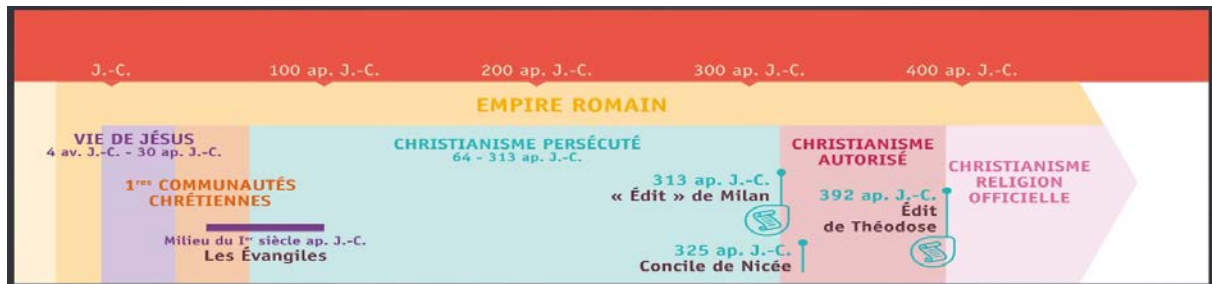 J.-C.
100 ap. J.-C.
200 ap. J.-C.
300 ap. J.-C.
400 ap. J.-C.
EMPIRE ROMAIN
VIE DE JÉSUS
4 av. J.-C. - 30 ap. J.-C.
1res COMMUNAUTÉS
CHRÉTIENNES
Milieu du Ier siècle ap. J.-C.
Les Évangiles
CHRISTIANISME PERSÉCUTÉ
64 - 313 ap. J.-C.
313 ap. J.-C.
« Édit » de Milan
325 ap. J.-C.
Concile de Nicée
CHRISTIANISME
AUTORISÉ
392 ap. J.-C.
Édit
de Théodose
CHRISTIANISME
RELIGION
OFFICIELLE